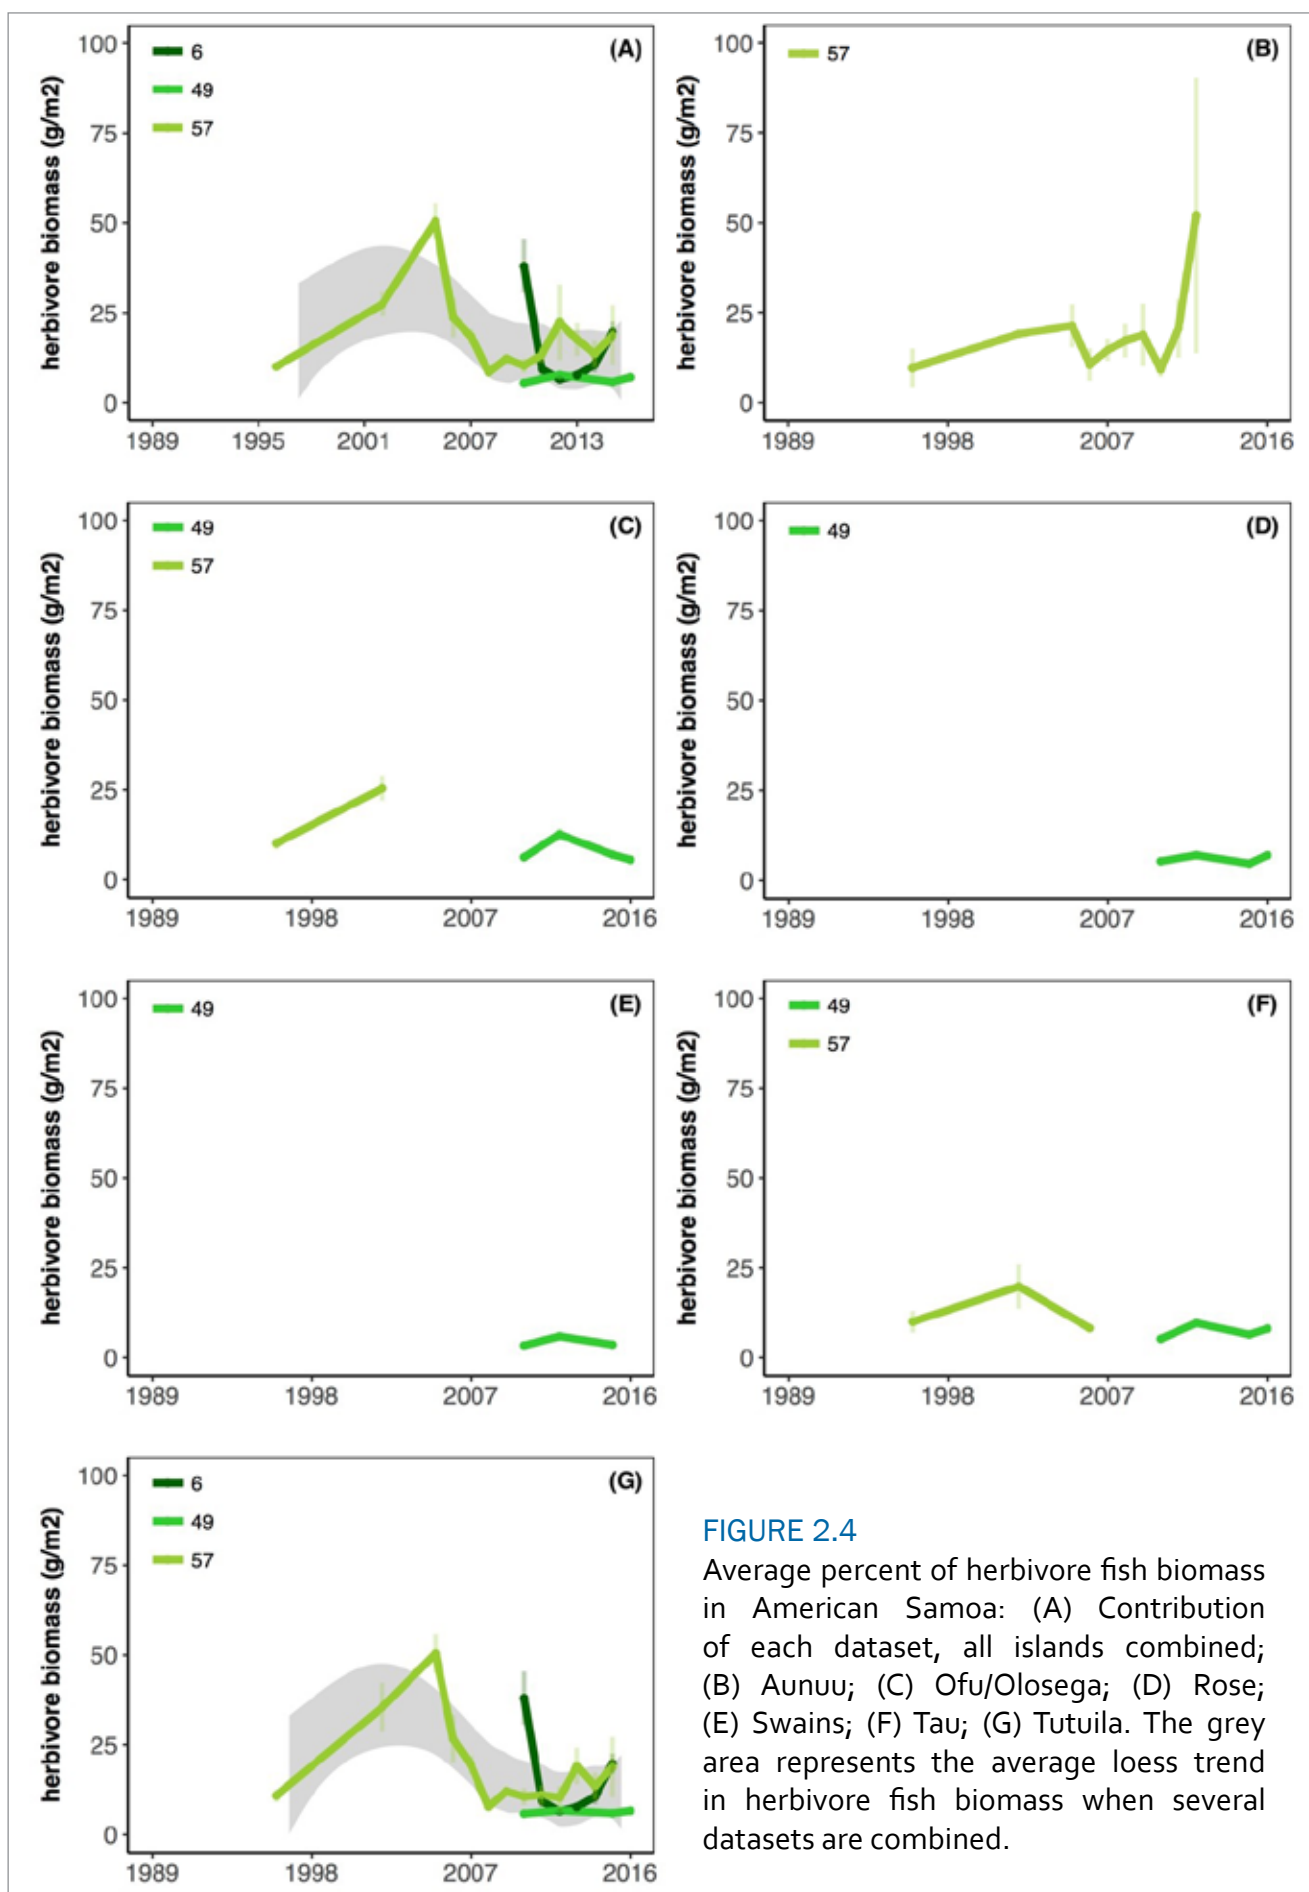 100
75
50
25
0
herbivore biomass (g/m2)
6
49
57
(A)
1989 1995 2001 2007 2013
100
75
50
25
0
herbivore biomass (g/m2)
57
(B)
1989 1998 2007 2016
100
75
50
25
0
herbivore biomass (g/m2)
49
57
(C)
1989 1998 2007 2016
100
75
50
25
0
herbivore biomass (g/m2)
49
(D)
1989 1998 2007 2016
100
75
50
25
0
herbivore biomass (g/m2)
49
(E)
1989 1998 2007 2016
100
75
50
25
0
herbivore biomass (g/m2)
49
57
(F)
1989 1998 2007 2016
100
75
50
25
0
herbivore biomass (g/m2)
6
49
57
(G)
1989 1998 2007 2016
FIGURE 2.4
Average percent of herbivore fish biomass
in American Samoa: (A) Contribution
of each dataset, all islands combined;
(B) Aunuu; (C) Ofu/Olosega; (D) Rose;
(E) Swains; (F) Tau; (G) Tutuila. The grey
area represents the average loess trend
in herbivore fish biomass when several
datasets are combined.